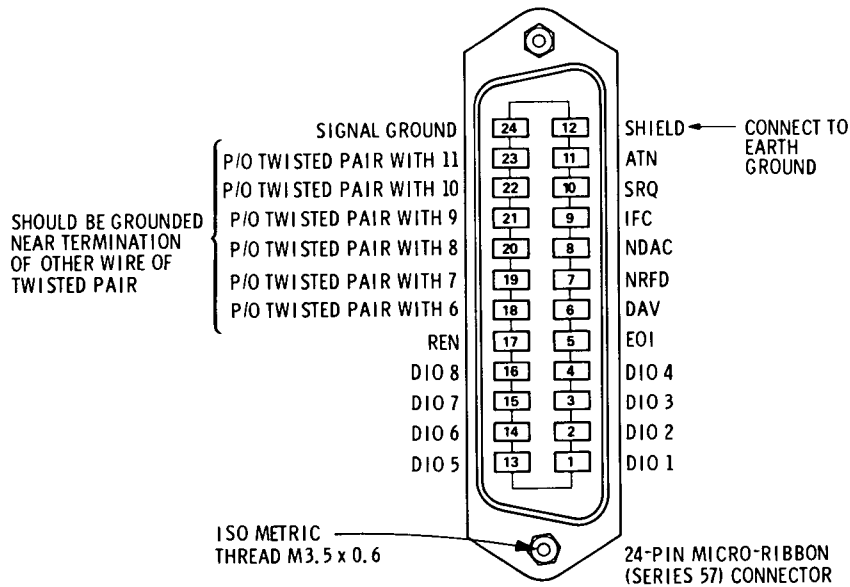 SIGNAL GROUND 24 12 SHIELD CONNECT TO
EARTH
GROUND
P/O TWISTED PAIR WITH 11 23 11 ATN
P/O TWISTED PAIR WITH 10 22 10 SRQ
P/O TWISTED PAIR WITH 9 21 9 IFC
P/O TWISTED PAIR WITH 8 20 8 NDAC
P/O TWISTED PAIR WITH 7 19 7 NRFD
P/O TWISTED PAIR WITH 6 18 6 DAV
SHOULD BE GROUNDED
NEAR TERMINATION
OF OTHER WIRE OF
TWISTED PAIR
REN 17 5 EOI
DIO 8 16 4 DIO 4
DIO 7 15 3 DIO 3
DIO 6 14 2 DIO 2
DIO 5 13 1 DIO 1
ISO METRIC
THREAD M3.5 x 0.6
24-PIN MICRO-RIBBON
(SERIES 57) CONNECTOR